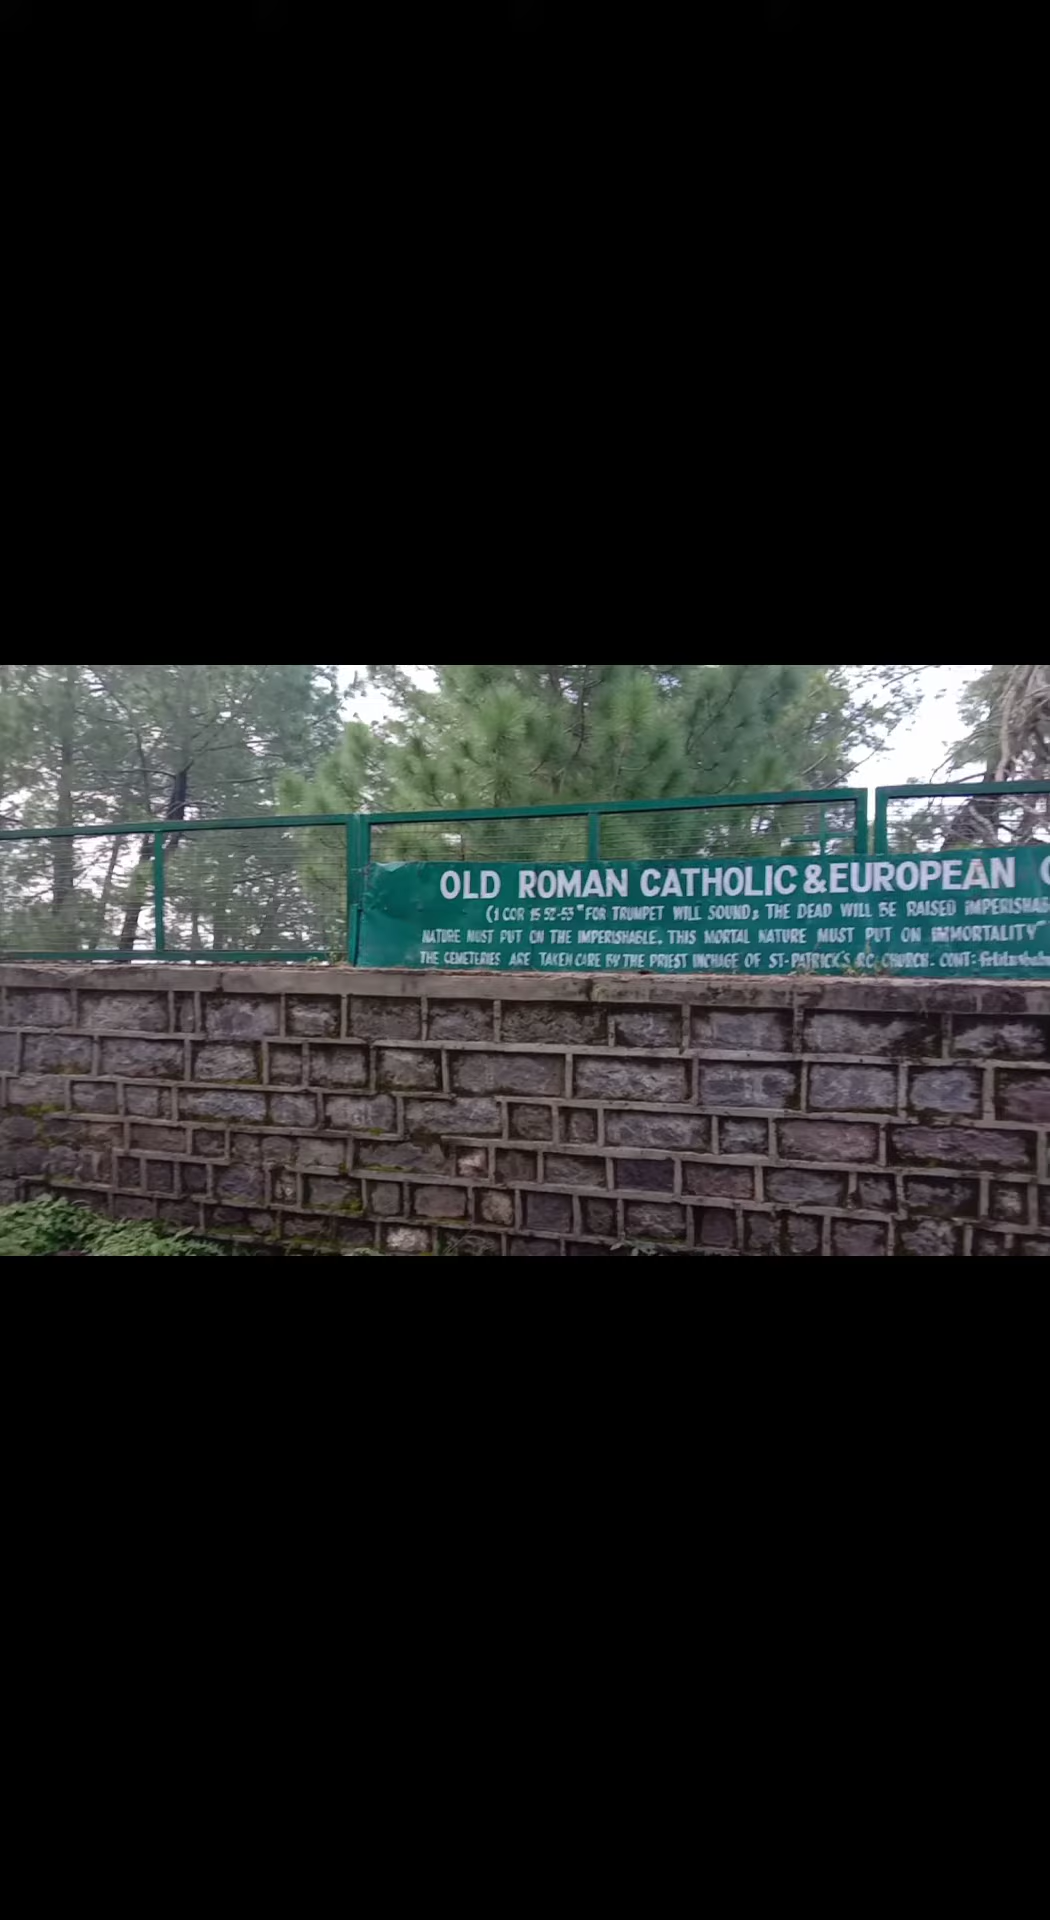 OLD ROMAN CATHOLIC & EUROPEAN
(1 COR 15 52-53 "FOR TRUMPET WILL SOUND; THE DEAD WILL BE RAISED IMPERISHAB
NATURE MUST PUT ON THE IMPERISHABLE. THIS MORTAL NATURE MUST PUT ON IMMORTALITY"
THE CEMETERIES ARE TAKEN CARE BY THE PRIEST INCHAGE OF ST-PATRICK'S R.C CHURCH. CONT: